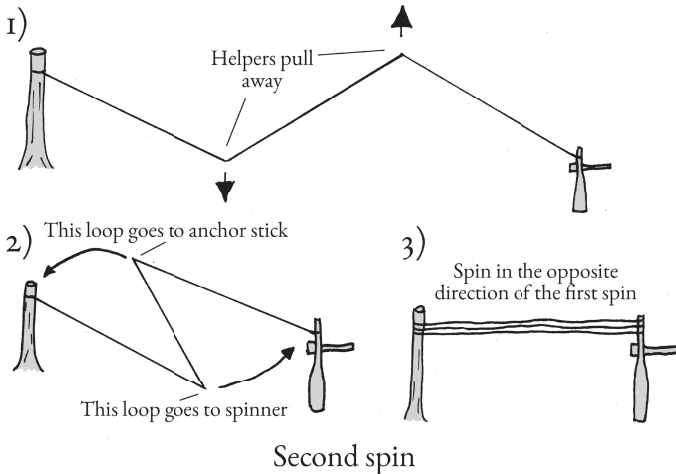 1)
Helpers pull
away
2)
This loop goes to anchor stick
This loop goes to spinner
3)
Spin in the opposite
direction of the first spin
Second spin